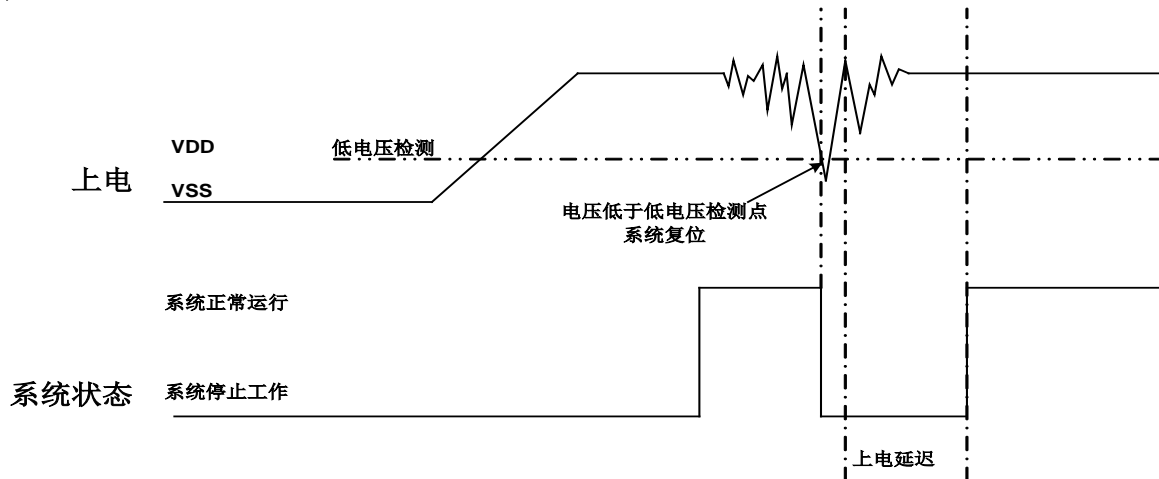 VDD
低电压检测
上电
VSS
电压低于低电压检测点
系统复位
系统正常运行
系统状态
系统停止工作
上电延迟